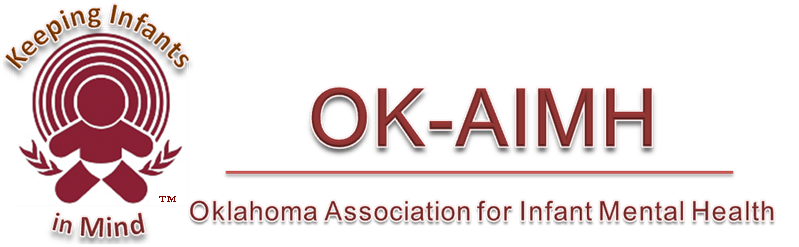 Keeping Infants
in Mind
TM
OK-AIMH
Oklahoma Association for Infant Mental Health